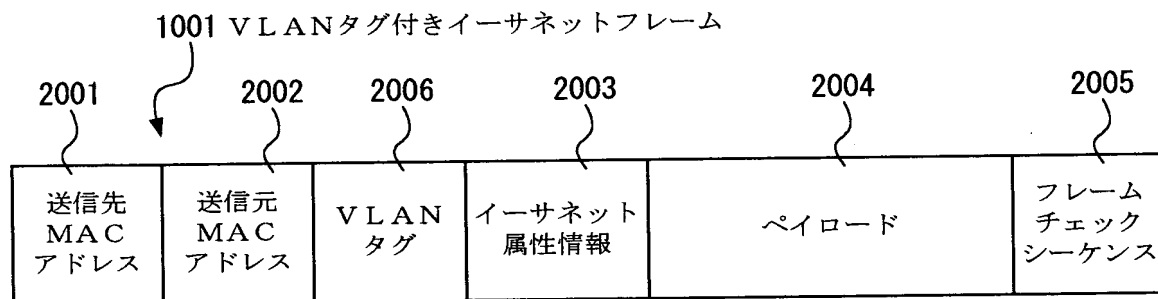 1001 VLANタグ付きイーサネットフレーム
2001 2002 2006 2003 2004 2005
送信先
MAC
アドレス
送信元
MAC
アドレス
VLAN
タグ
イーサネット
属性情報
ペイロード
フレーム
チェック
シーケンス